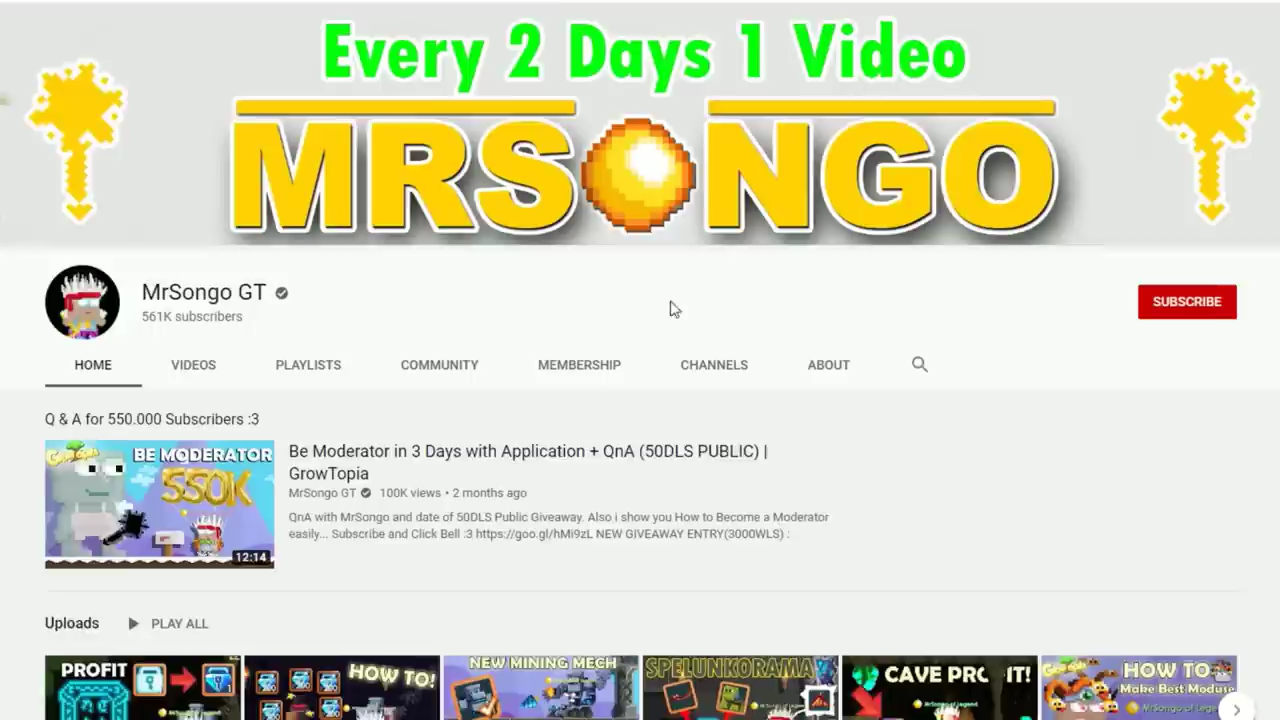 Every 2 Days 1 Video
MRSONGO
MrSongo GT
561K subscribers
SUBSCRIBE
HOME VIDEOS PLAYLISTS COMMUNITY MEMBERSHIP CHANNELS ABOUT
Q & A for 550.000 Subscribers :3
BE MODERATOR
550K
12:14
Be Moderator in 3 Days with Application + QnA (50DLS PUBLIC) |
GrowTopia
MrSongo GT 100K views • 2 months ago
QnA with MrSongo and date of 50DLS Public Giveaway. Also i show you How to Become a Moderator
easily... Subscribe and Click Bell :3 https://goo.gl/hMi9zL NEW GIVEAWAY ENTRY(3000WLS) :
Uploads PLAY ALL
PROFIT
HOW TO!
NEW MINING MECH
SPELUNKORAMA
CAVE PRC IT!
HOW TO
Make Best Modus